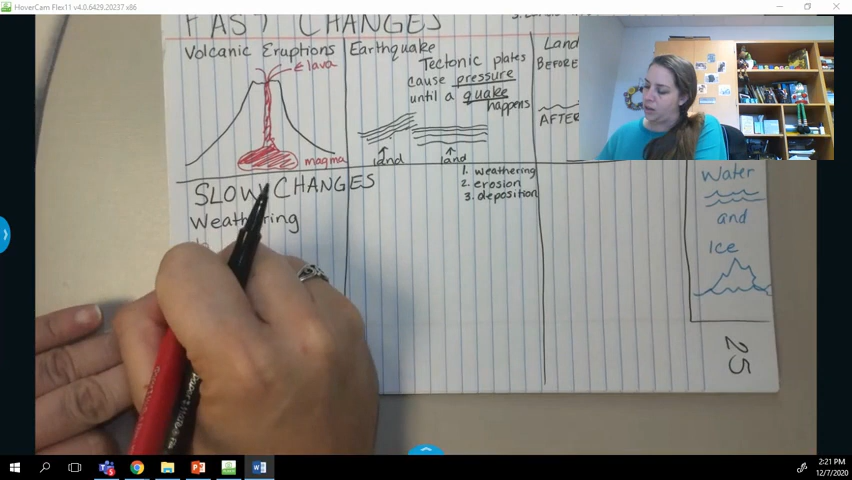 HoverCam Flex11 v4.0.6429.20237 x86
FAST CHANGES
Volcanic Eruptions
lava
magma
Earthquake
Tectonic plates
cause pressure
until a quake
happens
land
land
Land
BEFORE
AFTER
SLOW CHANGES
1. weathering
2. erosion
3. deposition
Weathering
Water
and
Ice
25
2:21 PM
12/7/2020